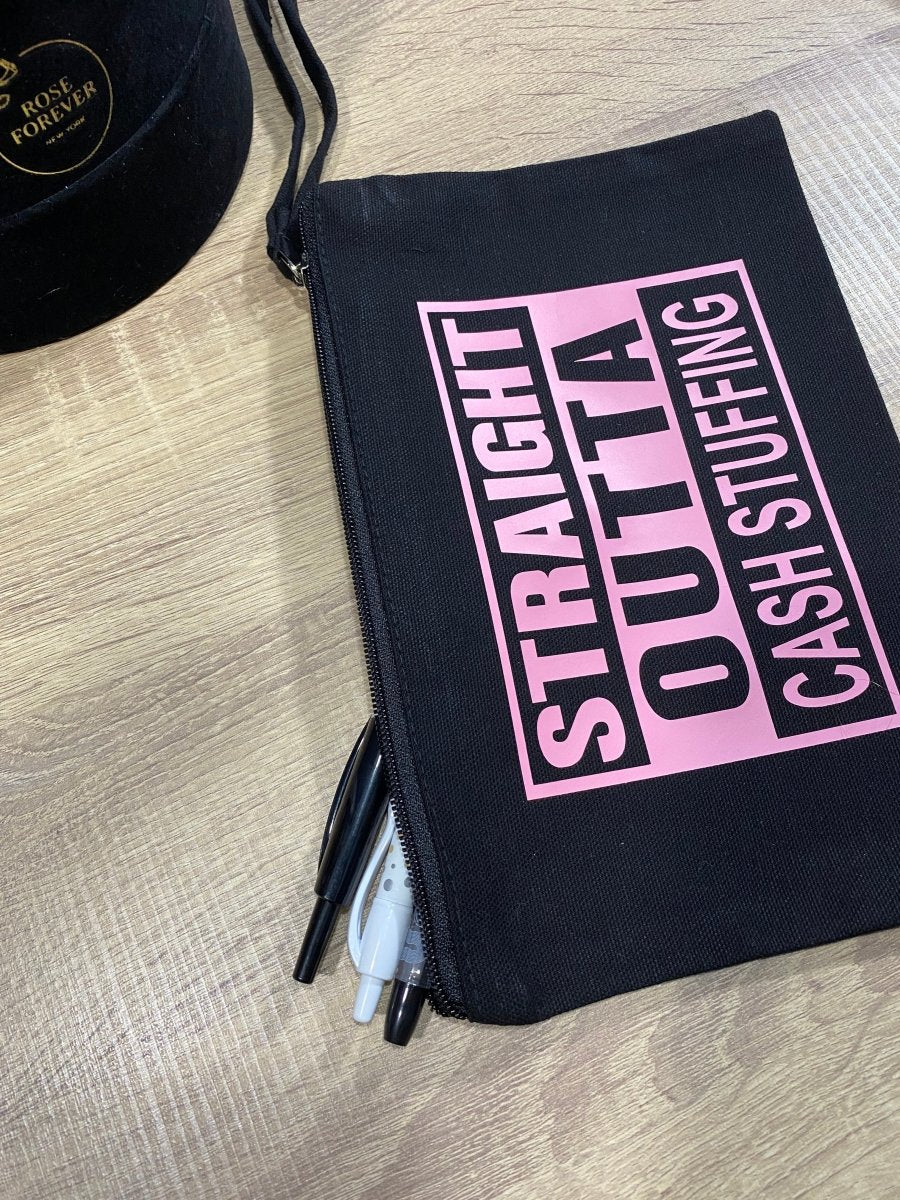 ROSE
FOREVER
NEW YORK
STRAIGHT
OUTTA
CASH STUFFING